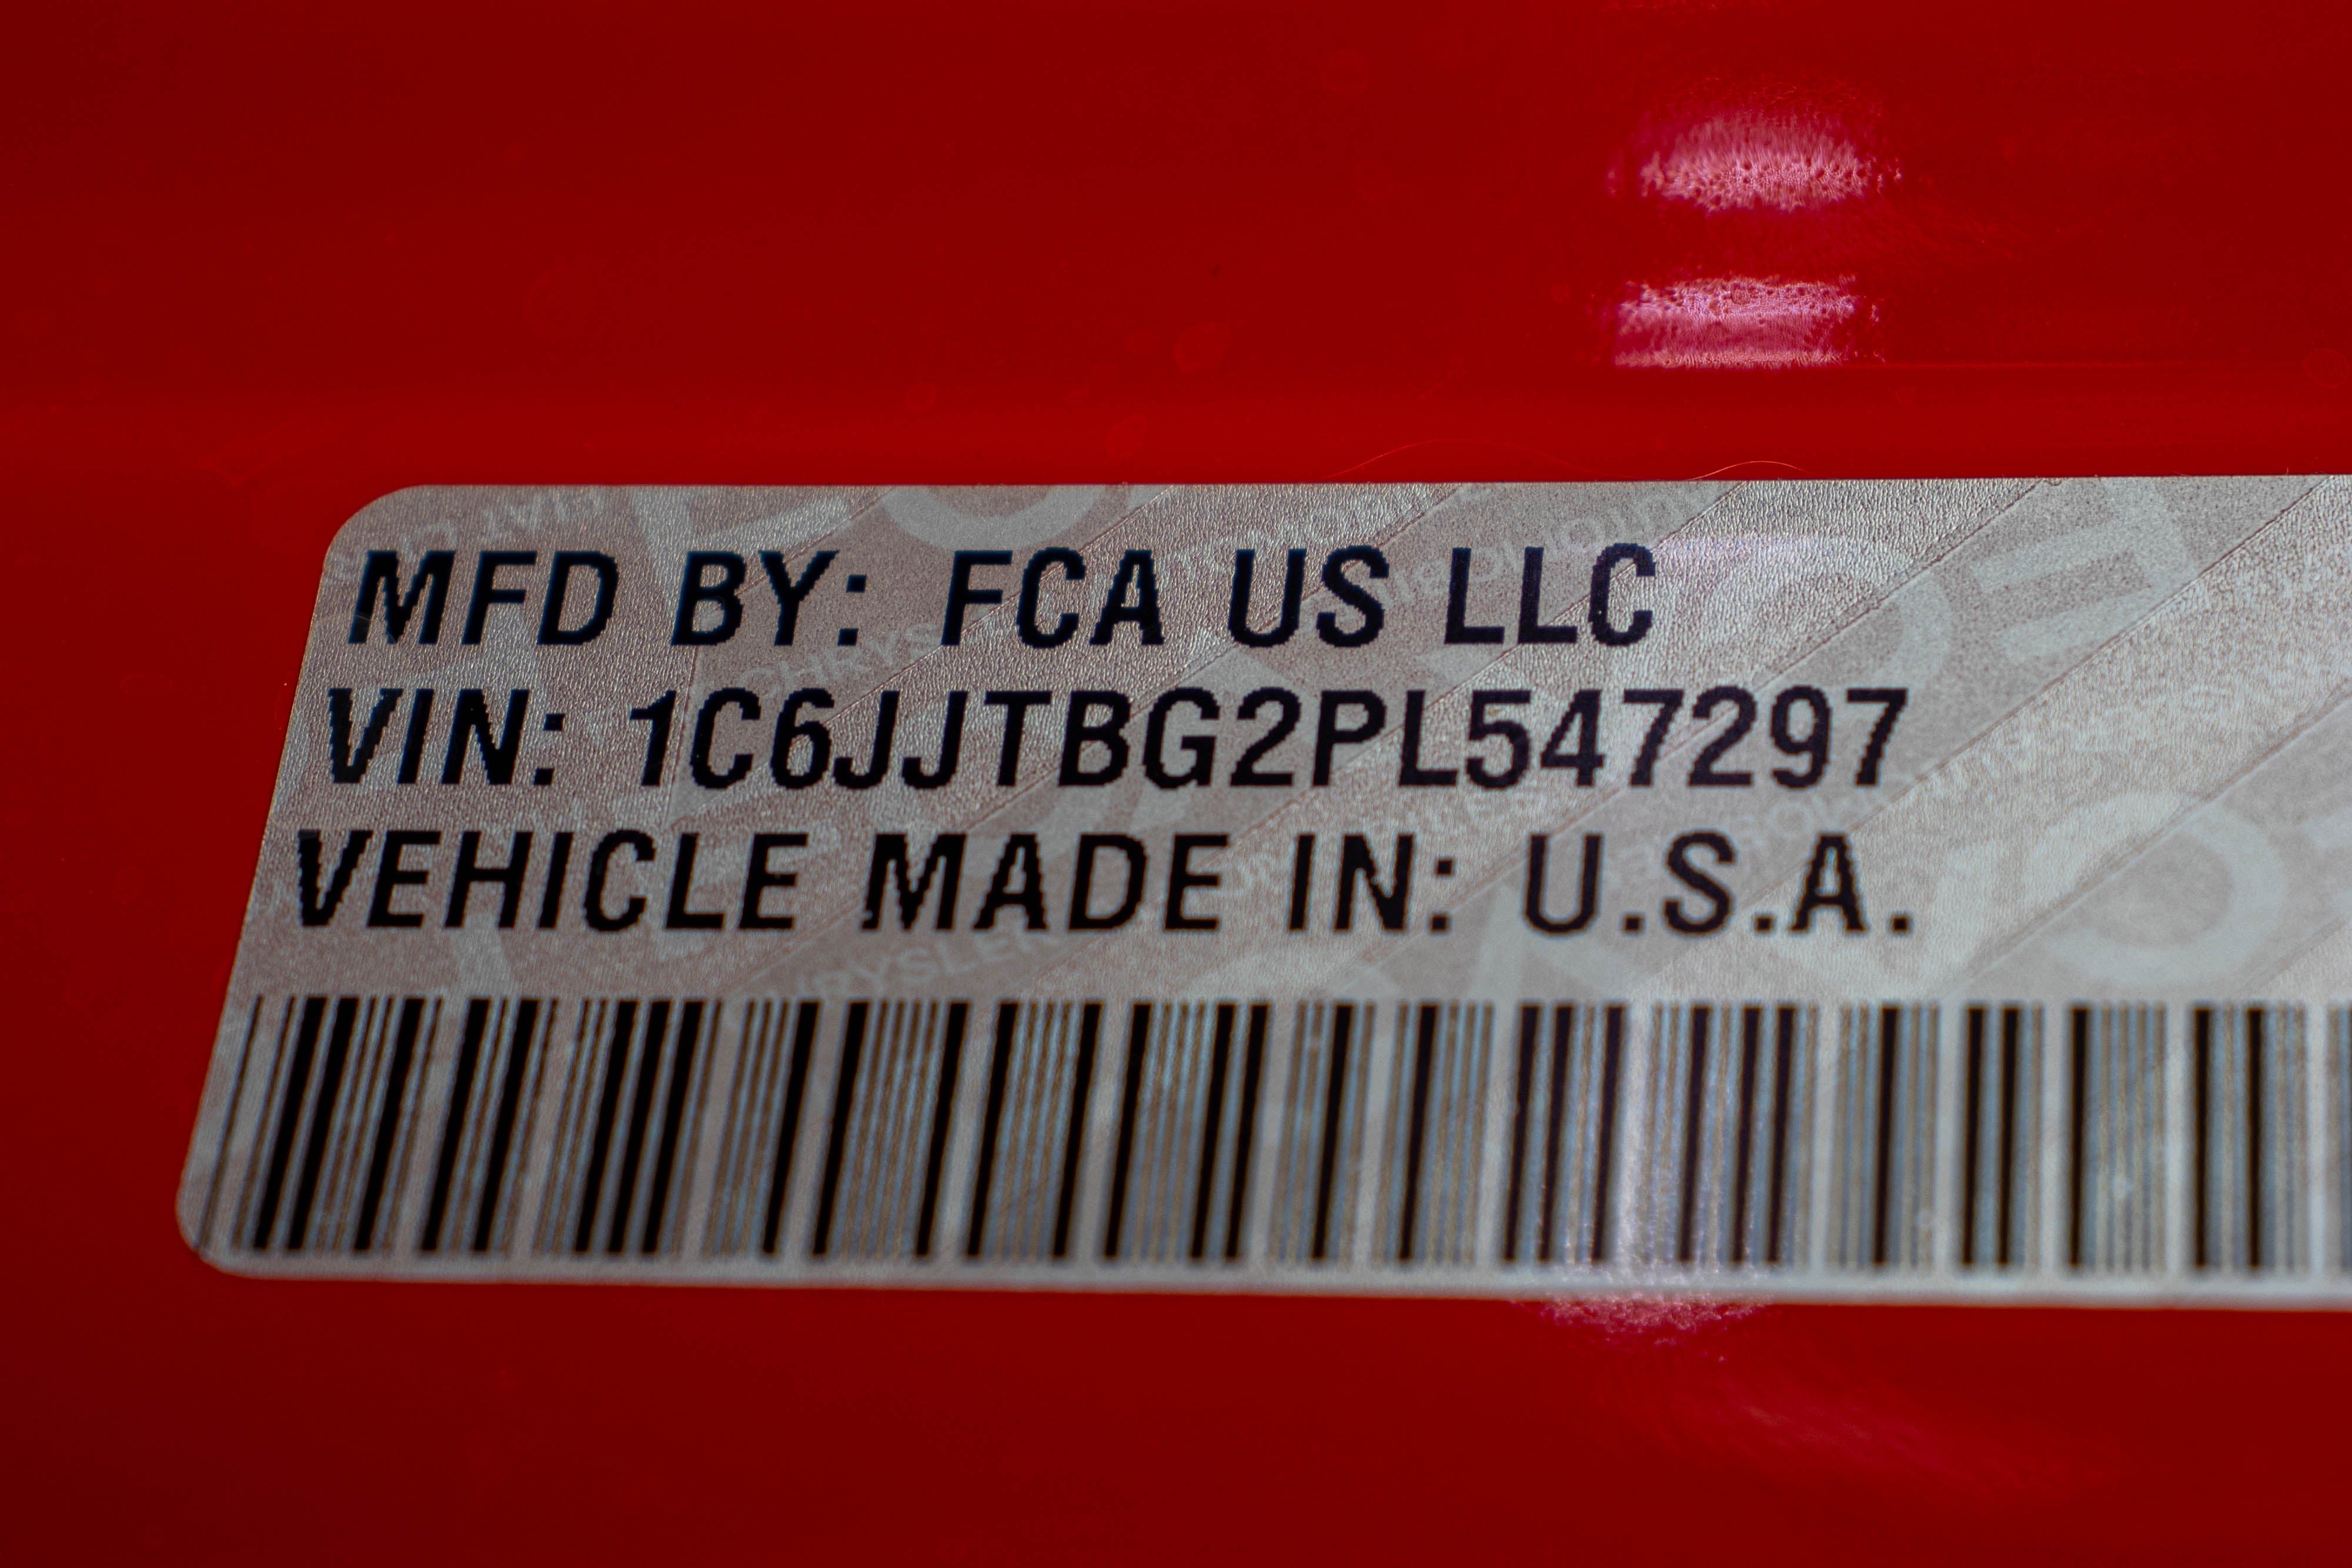 MFD BY: FCA US LLC
VIN: 1C6JJTBG2PL547297
VEHICLE MADE IN: U.S.A.